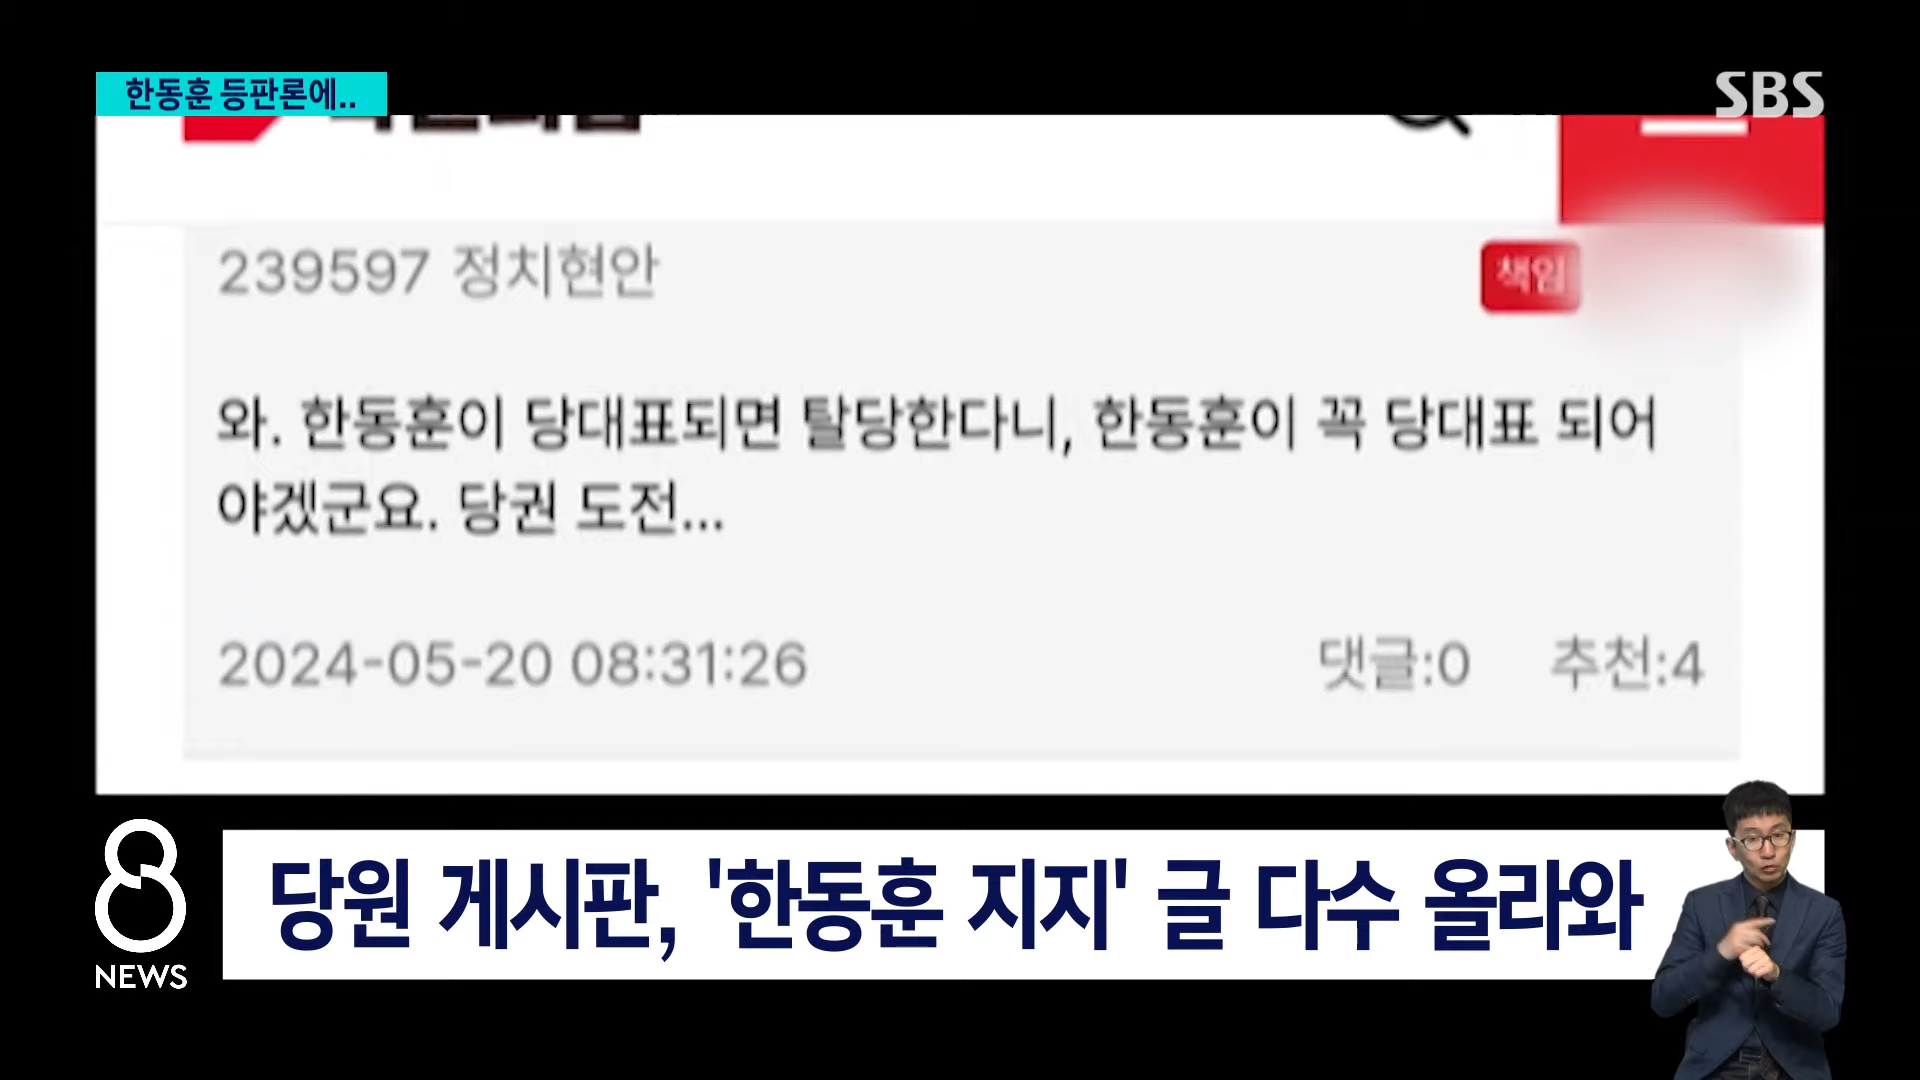 한동훈 등판론에..
SBS
239597 정치현안
책임
와. 한동훈이 당대표되면 탈당한다니, 한동훈이 꼭 당대표 되어
야겠군요. 당권 도전...
2024-05-20 08:31:26
댓글:0 추천:4
8
NEWS
당원 게시판, '한동훈 지지' 글 다수 올라와